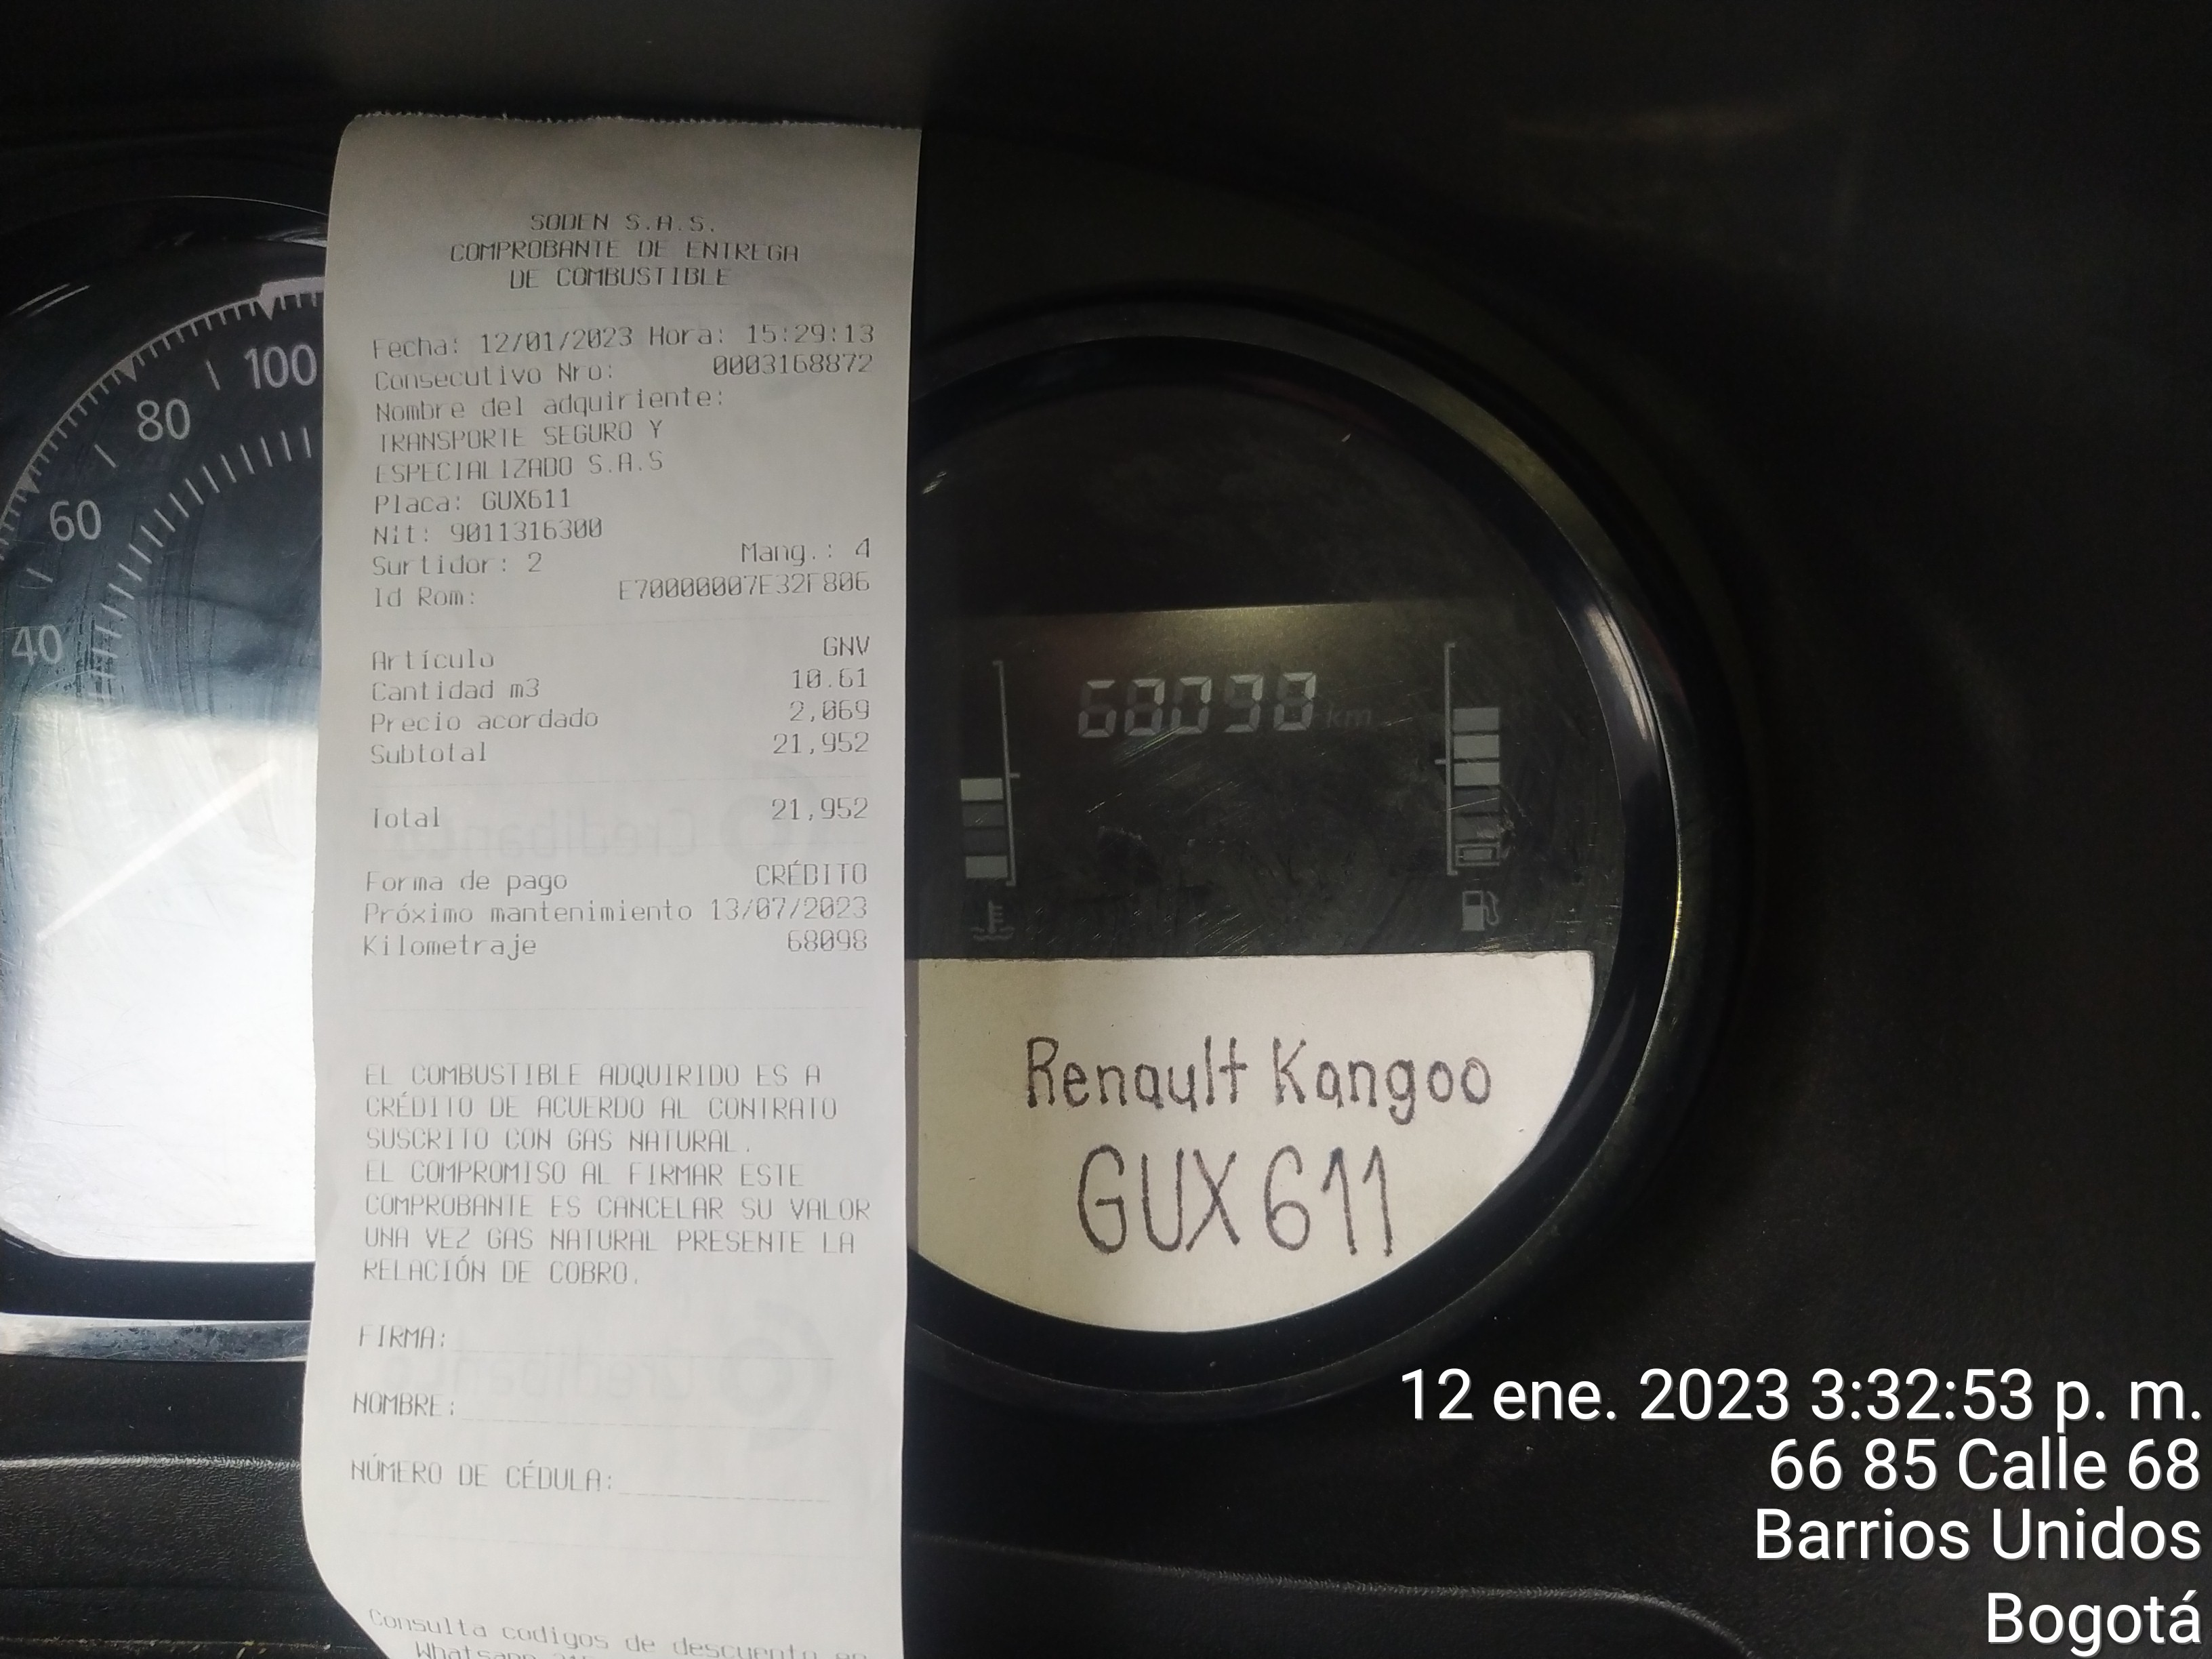 SODEN S.A.S.
COMPROBANTE DE ENTREGA
DE COMBUSTIBLE
Fecha: 12/01/2023 Hora: 15:29:13
Consecutivo Nro: 0003168872
Nombre del adquiriente:
TRANSPORTE SEGURO Y
ESPECIALIZADO S.A.S
Placa: GUX611
Nit: 9011316300
Surtidor: 2 Mang.: 4
Id Rom: E70000007E32F806
Artículo GNV
Cantidad m3 10.61
Precio acordado 2,069
Subtotal 21,952
Total 21,952
Forma de pago CRÉDITO
Próximo mantenimiento 13/07/2023
Kilometraje 68098
EL COMBUSTIBLE ADQUIRIDO ES A
CRÉDITO DE ACUERDO AL CONTRATO
SUSCRITO CON GAS NATURAL.
EL COMPROMISO AL FIRMAR ESTE
COMPROBANTE ES CANCELAR SU VALOR
UNA VEZ GAS NATURAL PRESENTE LA
RELACIÓN DE COBRO.
FIRMA:
NOMBRE:
NÚMERO DE CÉDULA:
Consulta codigos de descuento en
Whatsapp
40
60
80
100
68098 km
Renault Kangoo
GUX611
12 ene. 2023 3:32:53 p. m.
66 85 Calle 68
Barrios Unidos
Bogotá